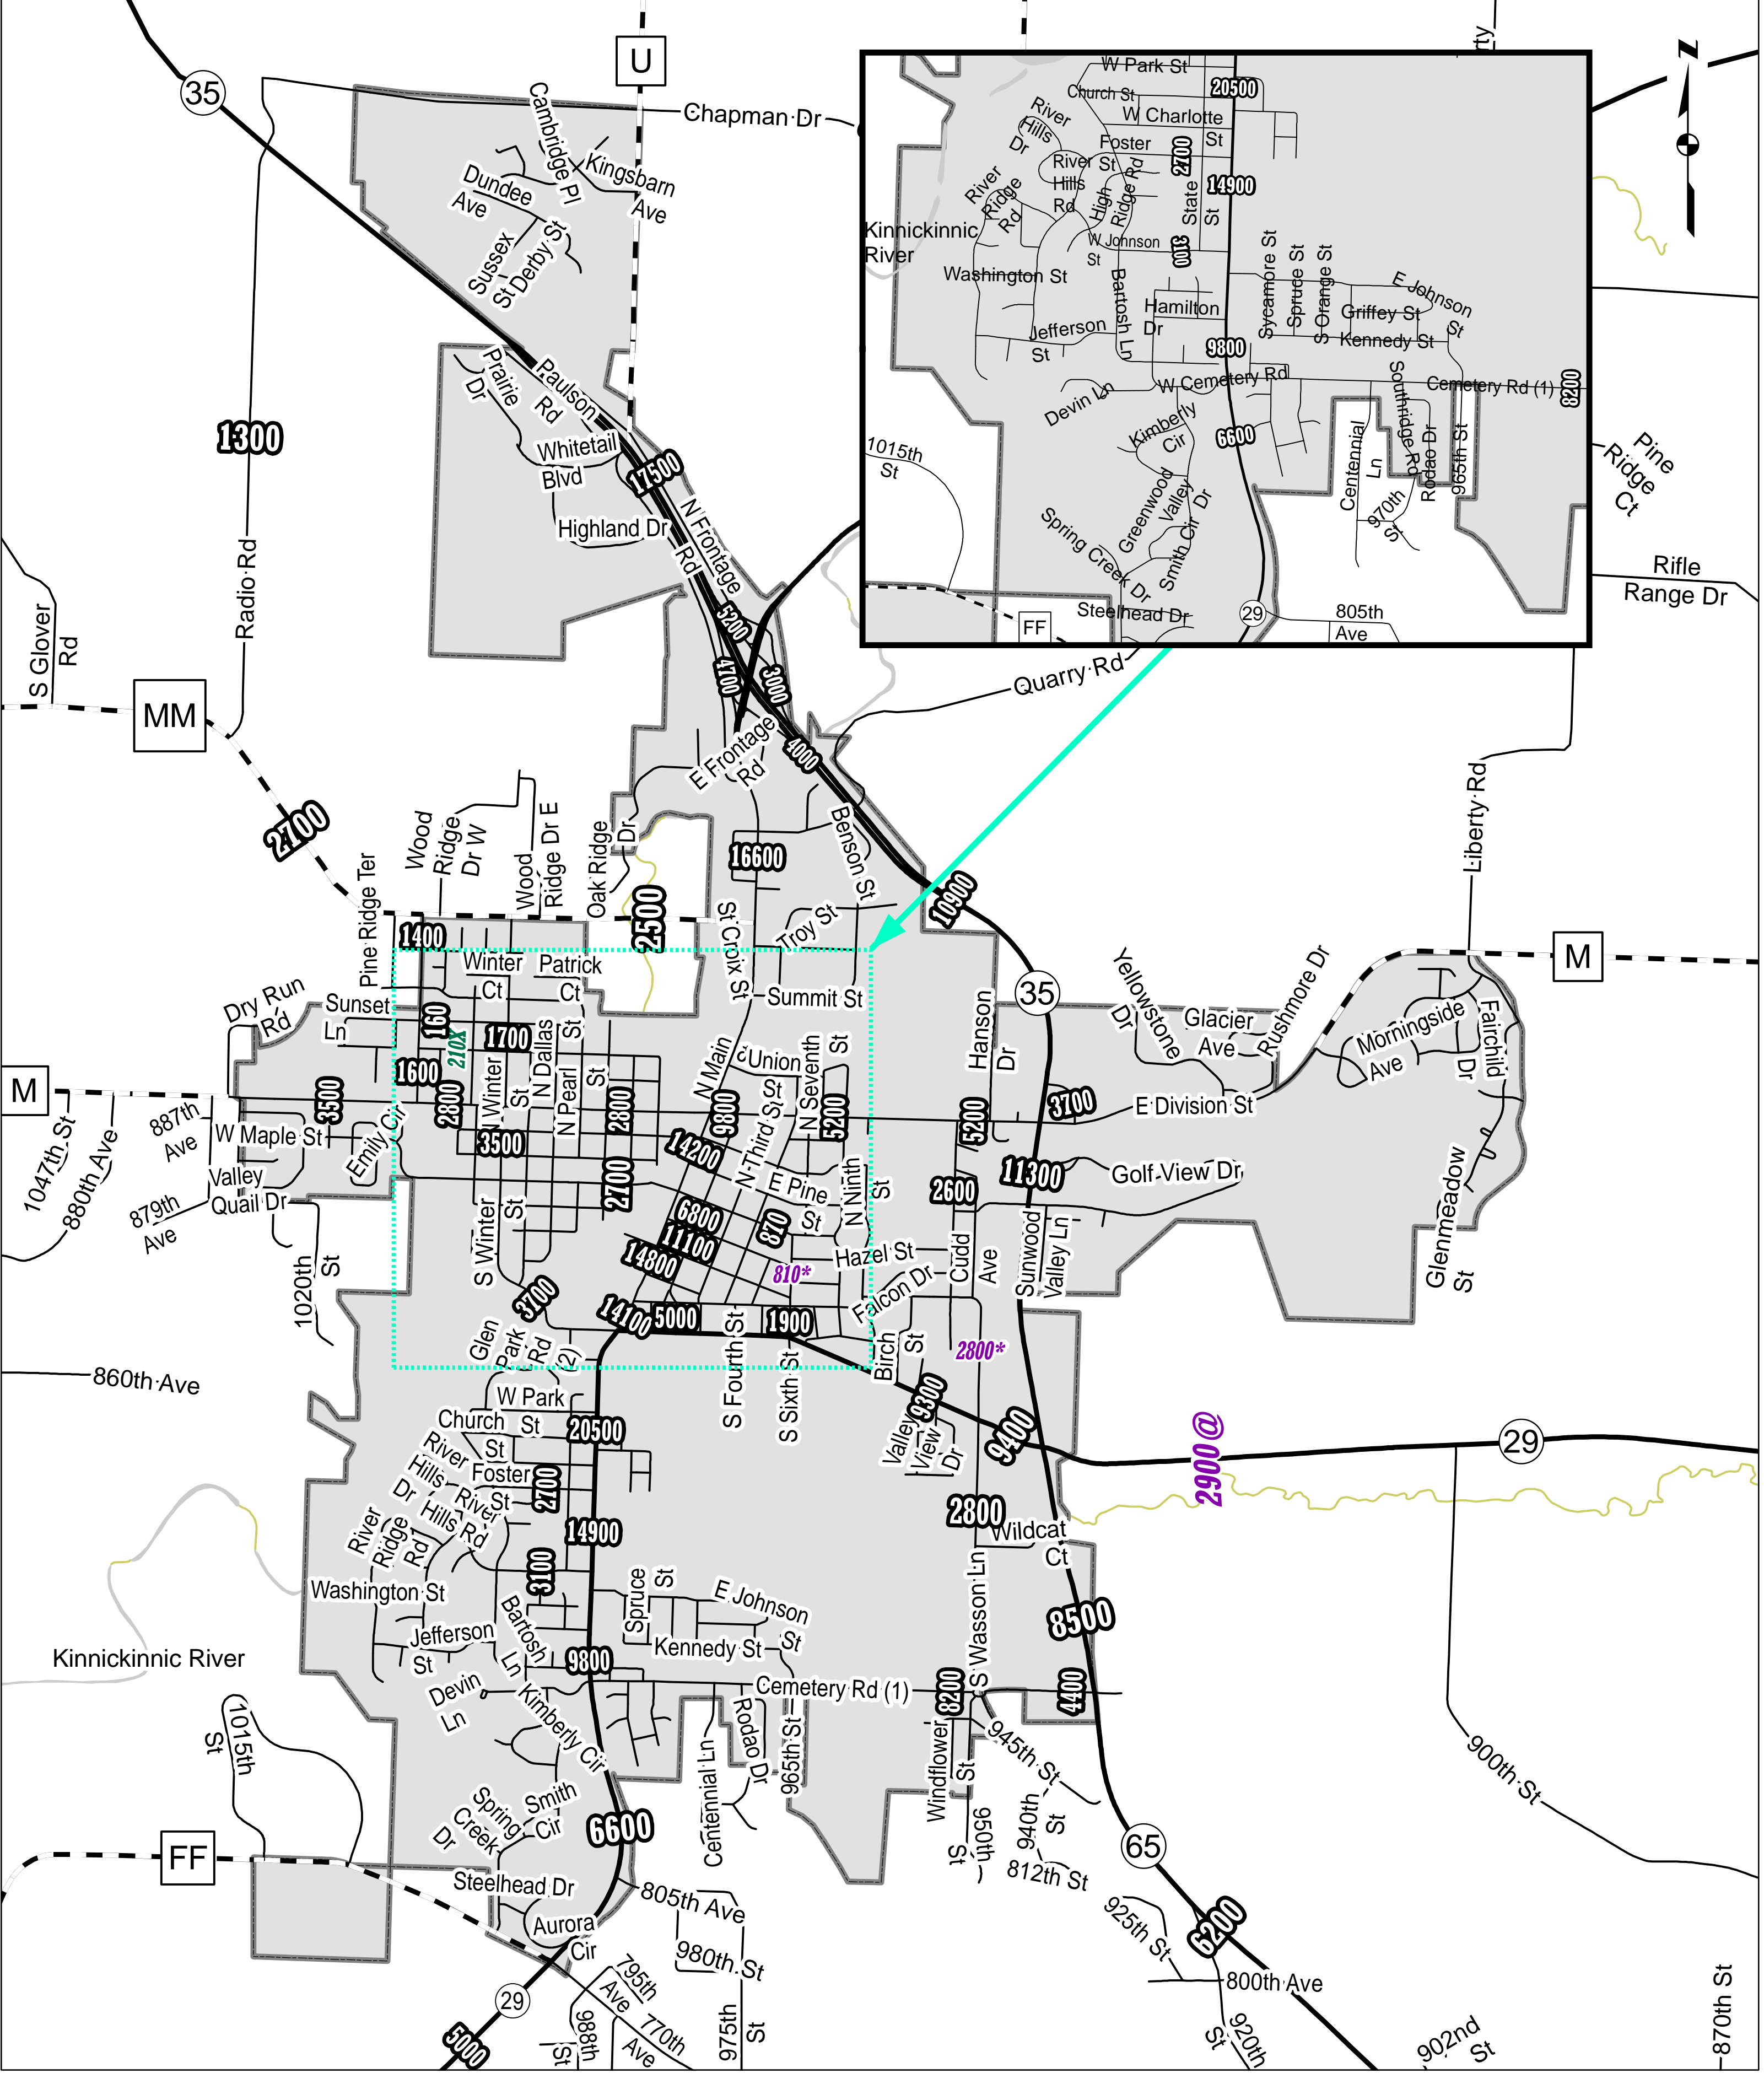 35
U
Chapman Dr
Cambridge Pl
Kingsbarn
Ave
Dundee
Ave
Sussex
St
Derby St
rty
N
1300
Radio Rd
Prairie
Dr
Paulson
Rd
Whitetail
Blvd
17500
Highland Dr
N Frontage
Rd
S Glover
Rd
MM
2700
5200
4700
3000
E Frontage
Rd
4000
Quarry Rd
W Park St
20500
Church St
River
Hills
Dr
W Charlotte
St
Foster
St
2700
River
Hills
Rd
14900
River
Ridge
Rd
High
Ridge Rd
State
St
Kinnickinnic
River
W Johnson
St
3100
Washington St
Bartosh Ln
Hamilton
Dr
Jefferson
St
Sycamore St
Spruce St
Orange St
E Johnson
St
Griffey St
Kennedy St
9800
W Cemetery Rd
Cemetery Rd (1)
8200
Devin Ln
Kimberly
Cir
6600
1015th
St
Greenwood
Valley
Dr
Smith Cir
Spring Creek Dr
Steelhead Dr
Centennial
Ln
Southridge Rd
Rodao Dr
965th St
970th
St
FF
29
805th
Ave
Pine
Ridge
Ct
Rifle
Range Dr
Liberty Rd
Wood
Ridge
Dr W
Wood
Ridge Dr E
Oak Ridge
Dr
Pine Ridge Ter
16600
Benson St
10900
2500
St Croix St
Troy St
Summit St
1400
Winter
Ct
Patrick
Ct
Dry Run
Rd
Sunset
Ln
160
210X
1700
1600
2800
N Winter
St
N Dallas
St
N Pearl
St
2800
3500
M
3500
1047th St
880th Ave
887th
Ave
W Maple St
Emily Cir
Valley
Quail Dr
879th
Ave
1020th
St
2700
N Main
St
Union
St
N Seventh
St
N Third St
9800
5200
14200
E Pine
St
N Ninth
St
6800
11100
14800
870
810*
Hazel St
Falcon Dr
Hanson
Dr
35
3700
5200
E Division St
Yellowstone
Dr
Glacier
Ave
Rushmore Dr
M
Morningside
Ave
Fairchild
Dr
11300
Golf View Dr
2600
Cudd
Ave
Sunwood
Valley Ln
Glenmeadow
St
S Winter
St
3700
14100
5000
1900
Glen
Park
Rd
(2)
S Fourth St
S Sixth St
Birch
St
2800*
860th Ave
W Park
St
Church
St
20500
River
Hills
Dr
Foster
St
2700
River
Hills Rd
River
Ridge
Rd
14900
3100
9300
Valley
View
Dr
9400
2900@
29
2800
Wildcat
Ct
Washington St
Bartosh
Ln
Spruce
St
E Johnson
St
Jefferson
St
Kennedy St
9800
S Wasson Ln
8500
Kinnickinnic River
Devin
Ln
Kimberly Cir
Cemetery Rd (1)
8200
4400
1015th
St
Centennial Ln
Rodao Dr
965th St
Windflower
St
945th St
940th
St
950th
St
812th St
900th St
Spring
Creek
Dr
Smith
Cir
6600
FF
Steelhead Dr
65
805th Ave
Aurora
Cir
980th St
925th St
6200
29
795th
Ave
800th Ave
5000
988th
St
770th
Ave
975th
St
920th
St
902nd
St
870th St